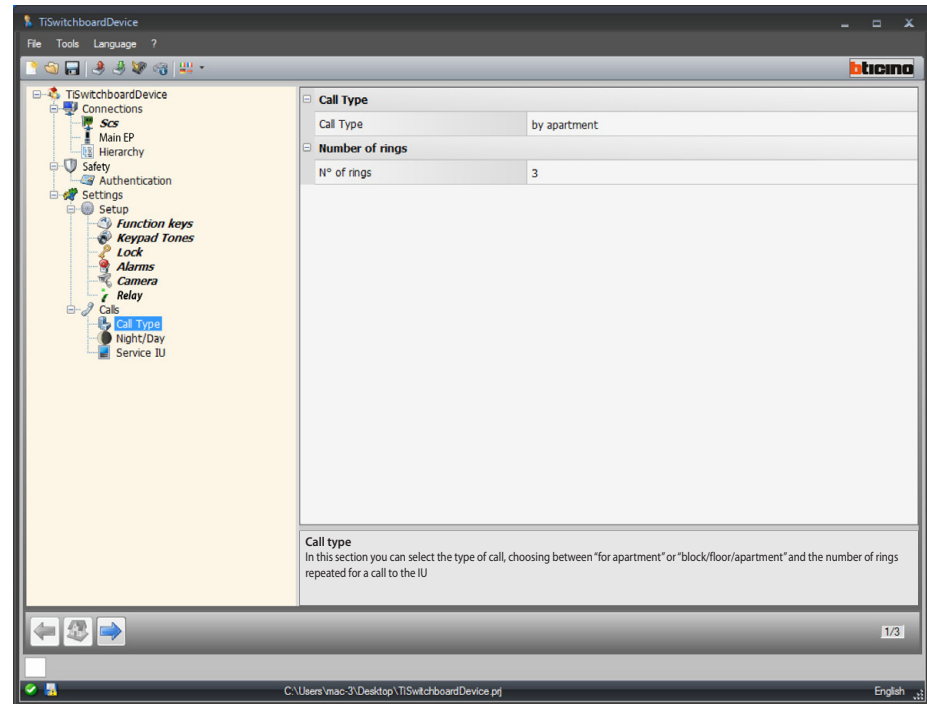 TiSwitchboardDevice
File Tools Language ?
bticino
TiSwitchboardDevice
Connections
Scs
Main EP
Hierarchy
Safety
Authentication
Settings
Setup
Function keys
Keypad Tones
Lock
Alarms
Camera
Relay
Calls
Call Type
Night/Day
Service IU
Call Type
Call Type by apartment
Number of rings
N° of rings 3
Call type
In this section you can select the type of call, choosing between “for apartment” or “block/floor/apartment” and the number of rings
repeated for a call to the IU
1/3
C:\Users\mac-3\Desktop\TiSwitchboardDevice.prj English